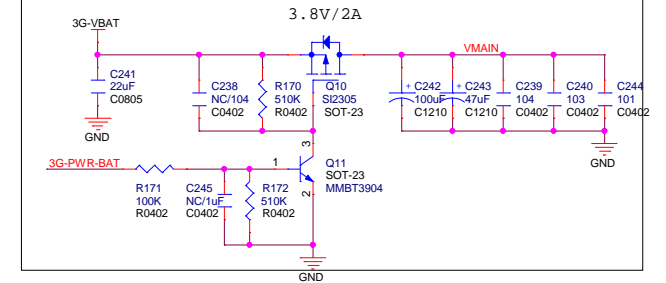 3.8V/2A
3G-VBAT
VMAIN
C241
22uF
C0805
GND
C238
NC/104
C0402
R170
510K
R0402
Q10
SI2305
SOT-23
+ C242
100uF
C1210
+ C243
47uF
C1210
C239
104
C0402
C240
103
C0402
C244
101
C0402
GND
3G-PWR-BAT
R171
100K
R0402
C245
NC/1uF
C0402
R172
510K
R0402
1
3
2
Q11
SOT-23
MMBT3904
GND